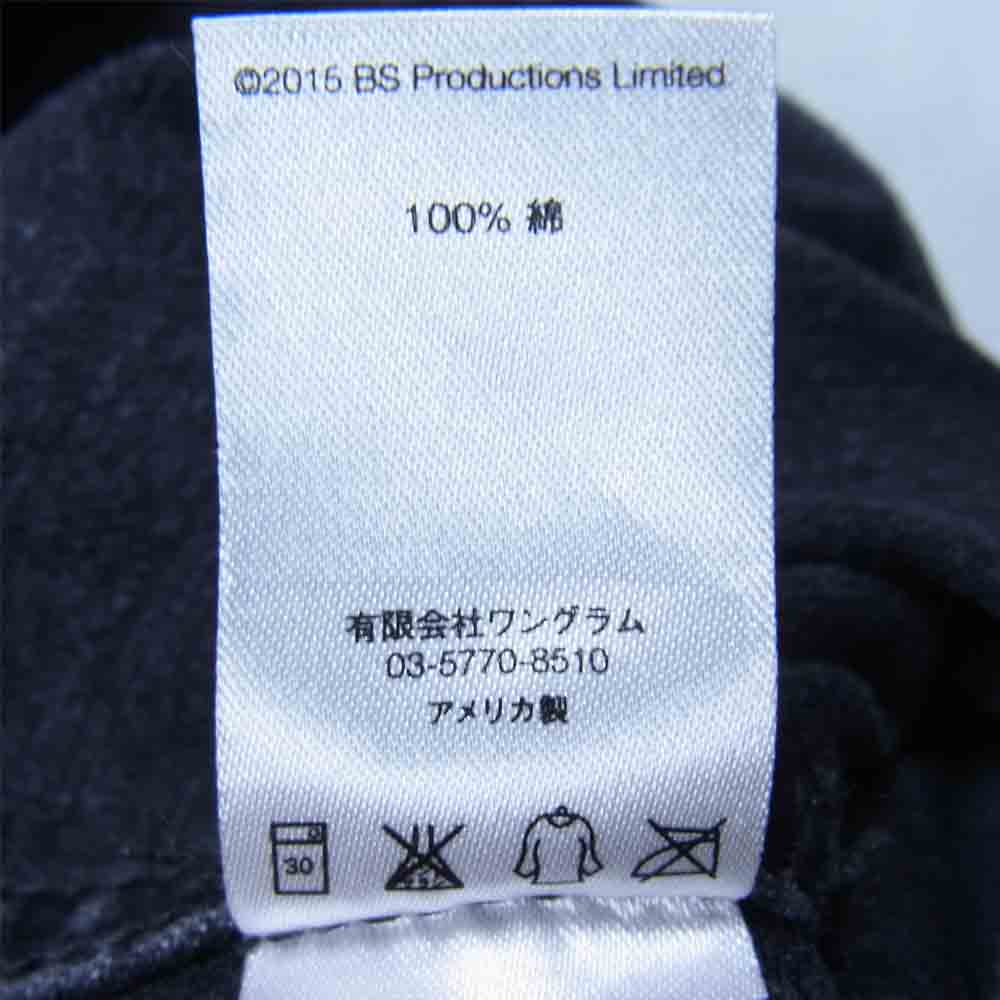 ©2015 BS Productions Limited
100% 綿
有限会社ワングラム
03-5770-8510
アメリカ製
30